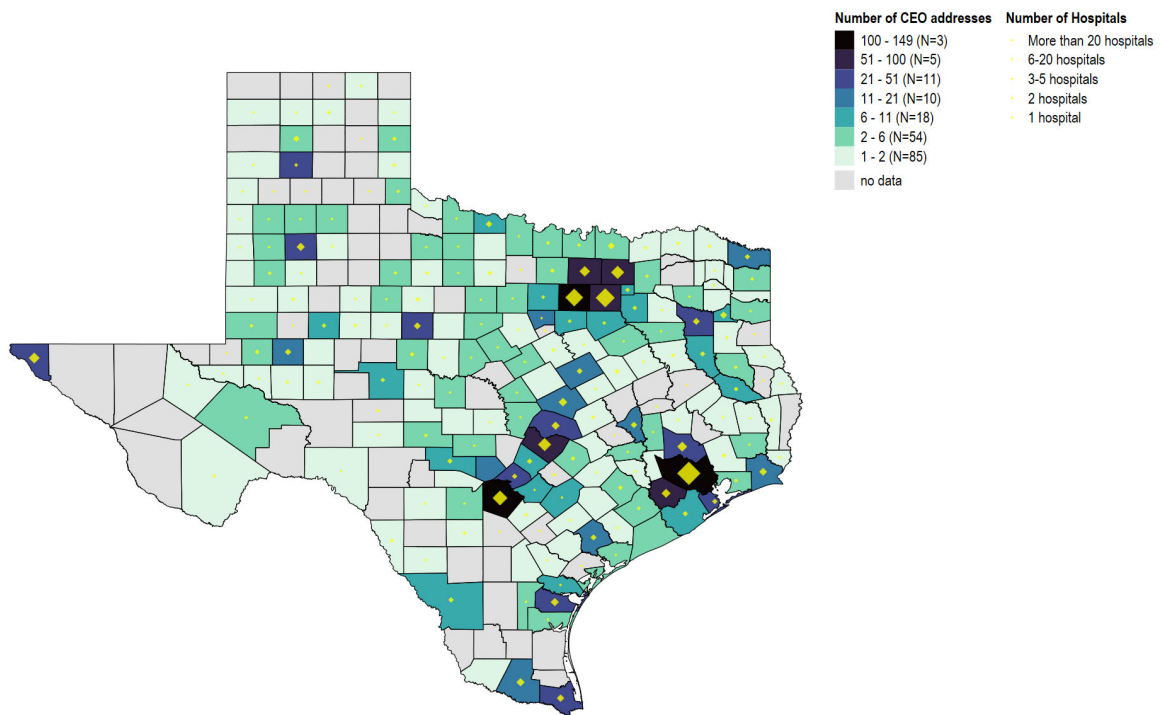 Number of CEO addresses
100 - 149 (N=3)
51 - 100 (N=5)
21 - 51 (N=11)
11 - 21 (N=10)
6 - 11 (N=18)
2 - 6 (N=54)
1 - 2 (N=85)
no data
Number of Hospitals
More than 20 hospitals
6-20 hospitals
3-5 hospitals
2 hospitals
1 hospital